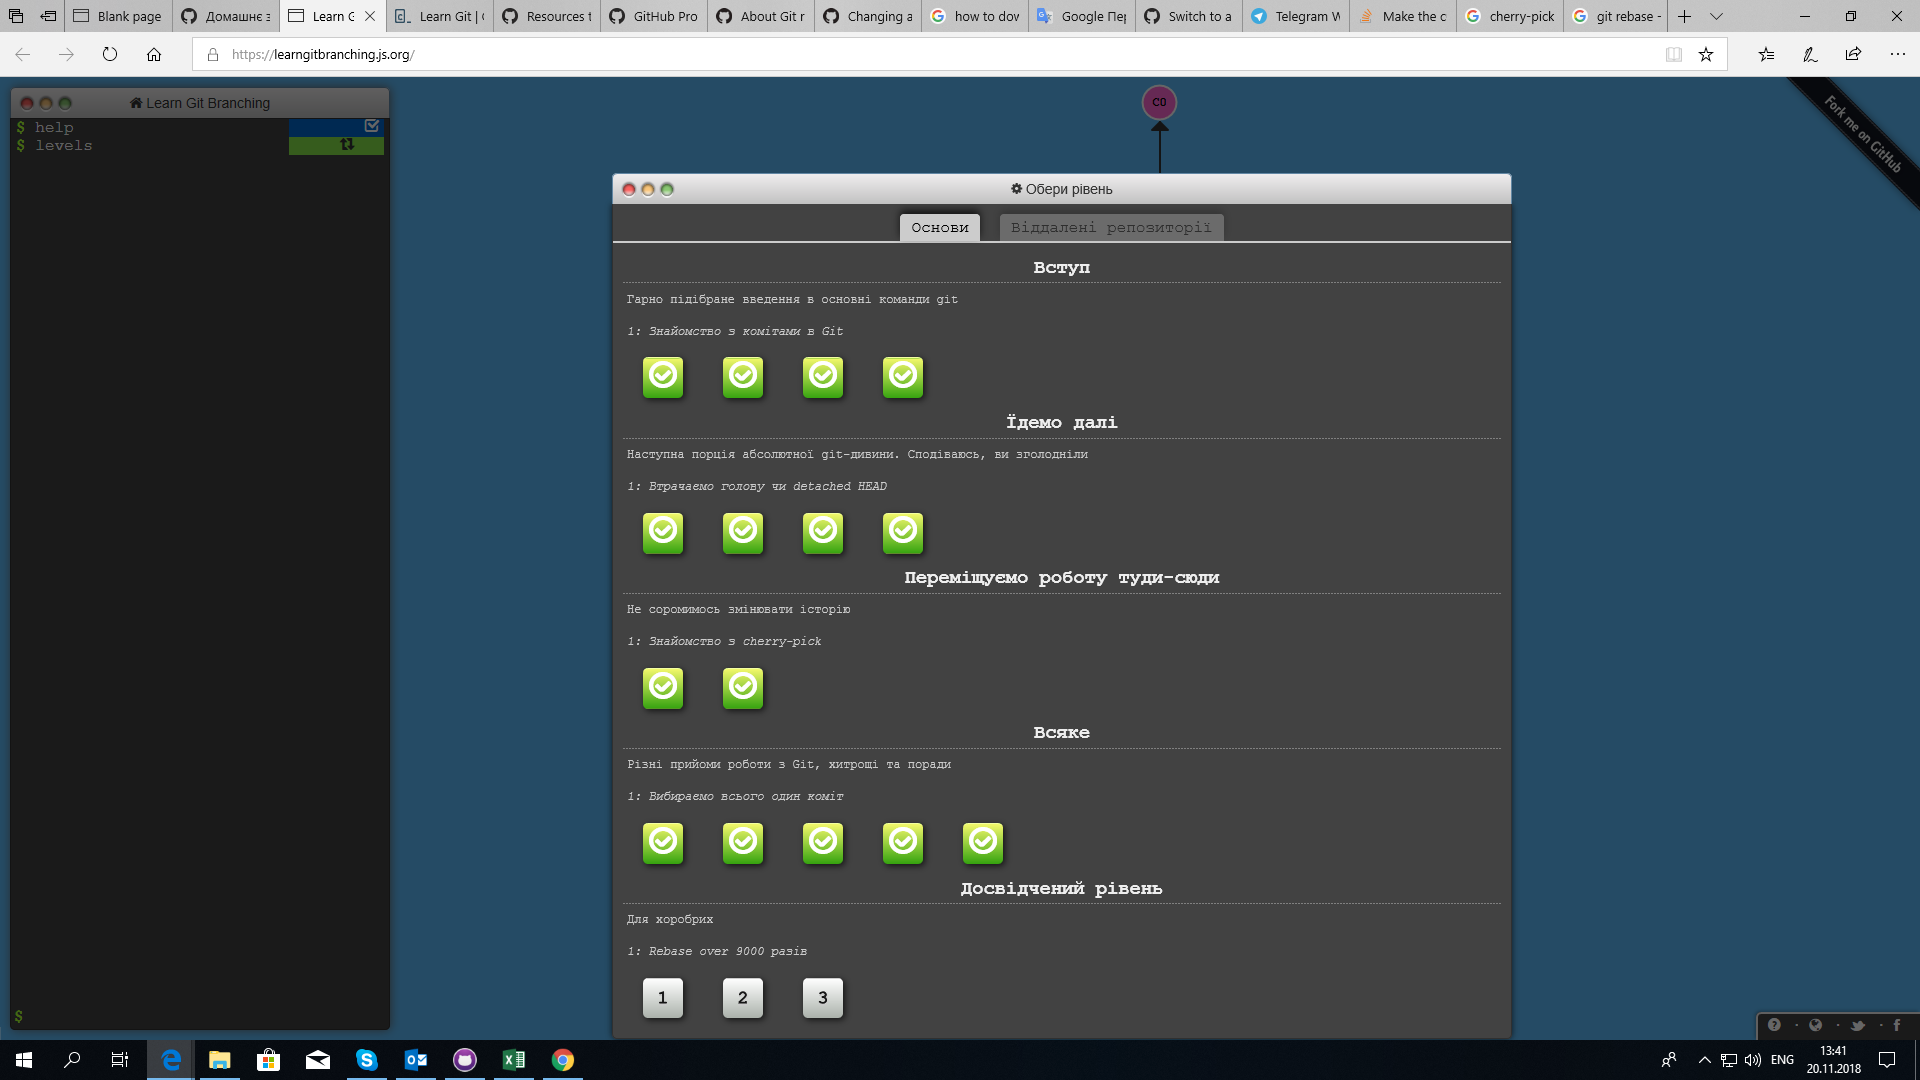 Blank page
Домашнє з
Learn G
Learn Git | (
Resources t
GitHub Pro
About Git r
Changing a
how to dov
Google Пер
Switch to a
Telegram W
Make the c
cherry-pick
git rebase -
https://learngitbranching.js.org/
Learn Git Branching
$ help
$ levels
$
C0
Fork me on GitHub
Обери рівень
Основи
Віддалені репозиторії
Вступ
Гарно підібране введення в основні команди git
1: Знайомство з комітами в Git
Їдемо далі
Наступна порція абсолютної git-дивини. Сподіваюсь, ви зголодніли
1: Втрачаємо голову чи detached HEAD
Переміщуємо роботу туди-сюди
Не соромимось змінювати історію
1: Знайомство з cherry-pick
Всяке
Різні прийоми роботи з Git, хитрощі та поради
1: Вибираємо всього один коміт
Досвідчений рівень
Для хоробрих
1: Rebase over 9000 разів
1 2 3
ENG
13:41
20.11.2018